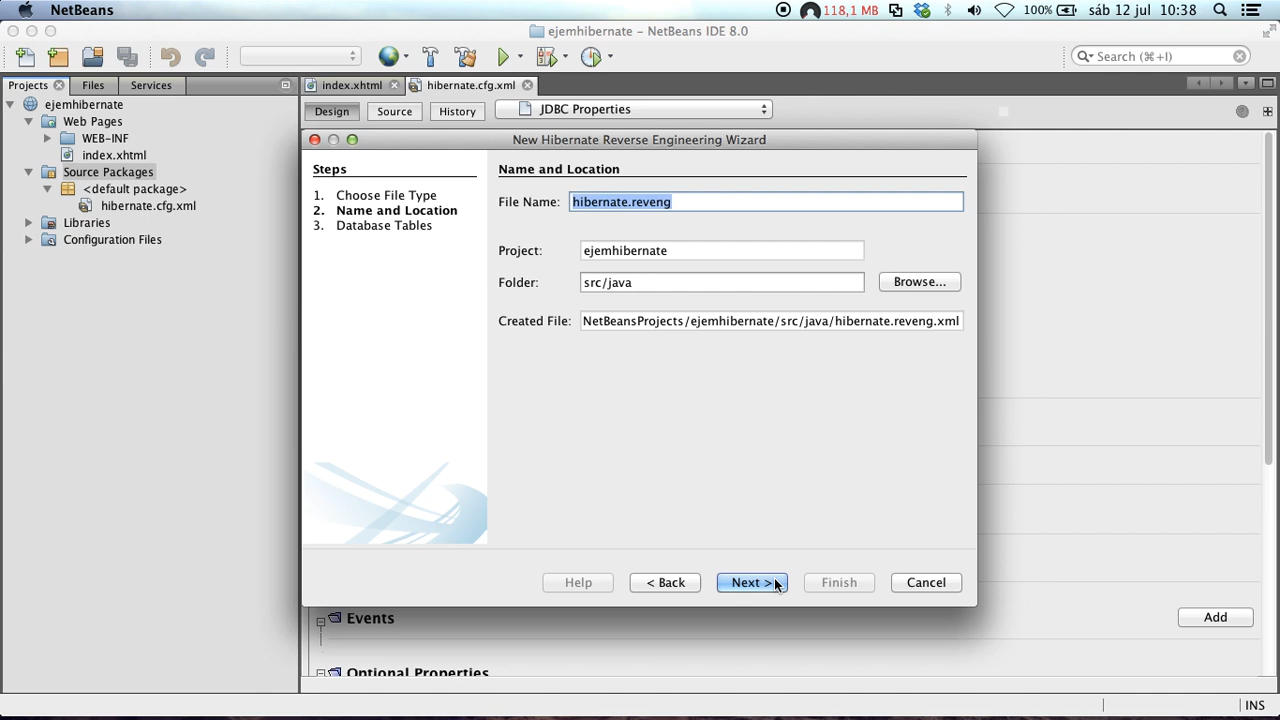 NetBeans 118,1 MB 100% sáb 12 jul 10:38
ejemhibernate – NetBeans IDE 8.0
Search (⌘+I)
Projects Files Services index.xhtml hibernate.cfg.xml
Design Source History JDBC Properties
ejemhibernate
Web Pages
WEB-INF
index.xhtml
Source Packages
<default package>
hibernate.cfg.xml
Libraries
Configuration Files
New Hibernate Reverse Engineering Wizard
Steps
1. Choose File Type
2. Name and Location
3. Database Tables
Name and Location
File Name: hibernate.reveng
Project: ejemhibernate
Folder: src/java Browse...
Created File: NetBeansProjects/ejemhibernate/src/java/hibernate.reveng.xml
Help < Back Next > Finish Cancel
Events Add
Optional Properties
INS